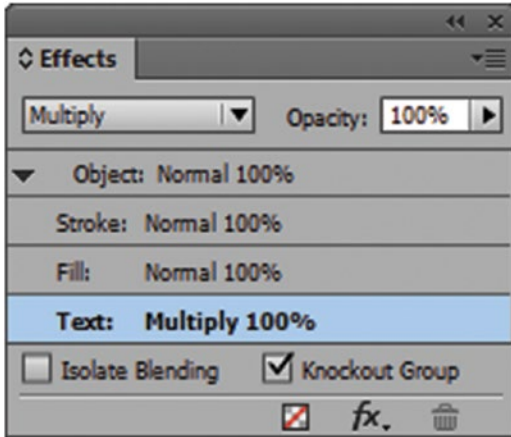 Effects
Multiply Opacity: 100%
Object: Normal 100%
Stroke: Normal 100%
Fill: Normal 100%
Text: Multiply 100%
Isolate Blending Knockout Group
fx.